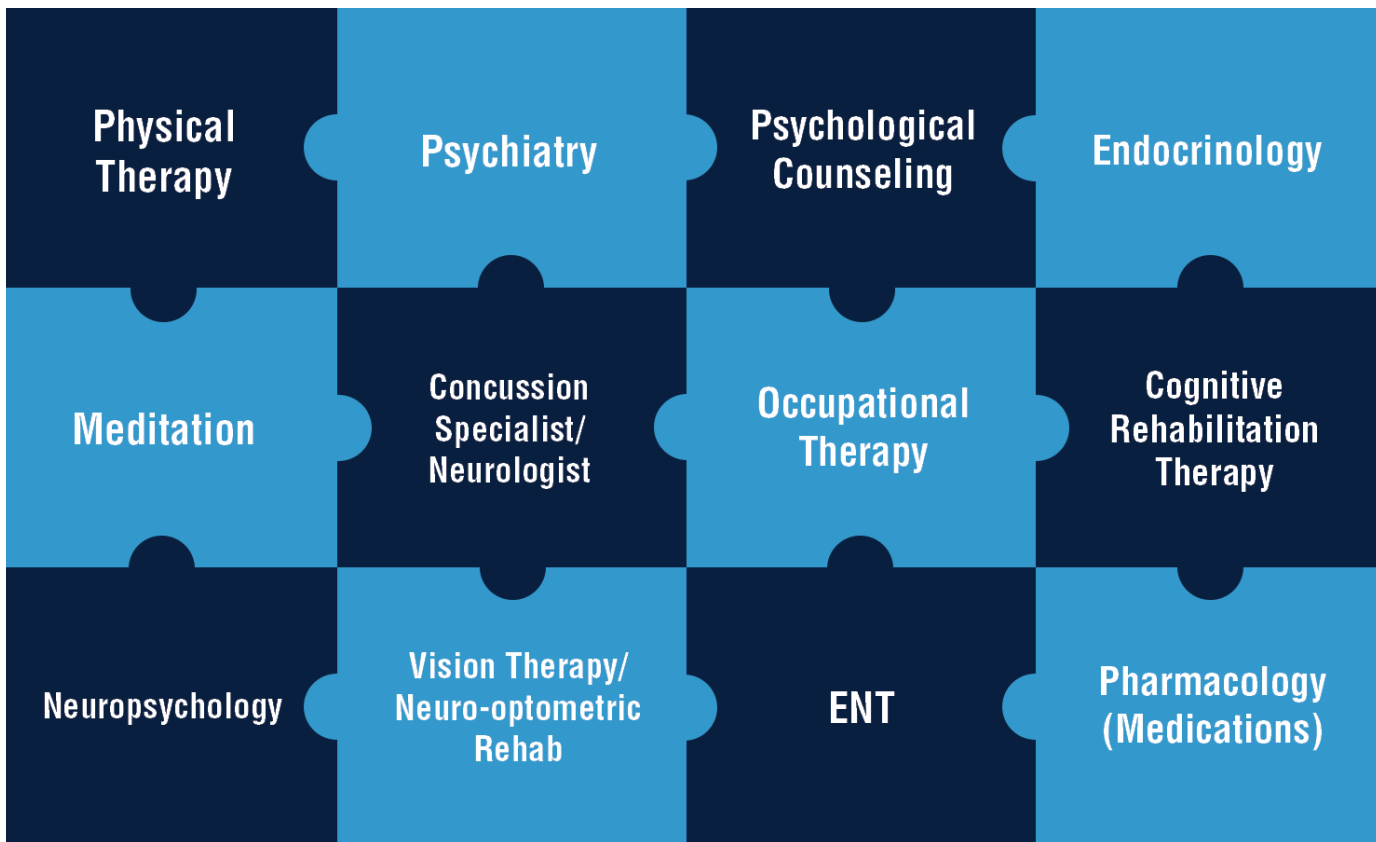 Physical
Therapy
Psychiatry
Psychological
Counseling
Endocrinology
Meditation
Concussion
Specialist/
Neurologist
Occupational
Therapy
Cognitive
Rehabilitation
Therapy
Neuropsychology
Vision Therapy/
Neuro-optometric
Rehab
ENT
Pharmacology
(Medications)